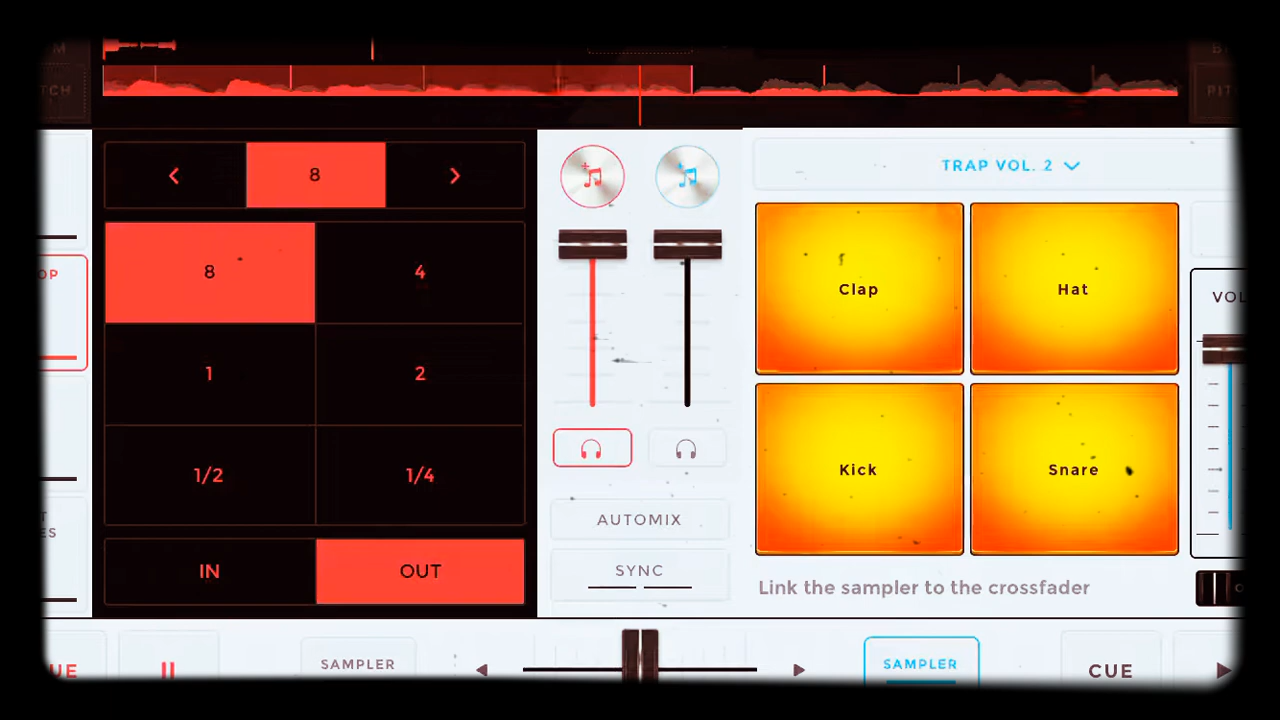 TRAP VOL. 2
8
8
4
1
2
1/2
1/4
IN
OUT
AUTOMIX
SYNC
Clap
Hat
Kick
Snare
Link the sampler to the crossfader
SAMPLER
SAMPLER
CUE